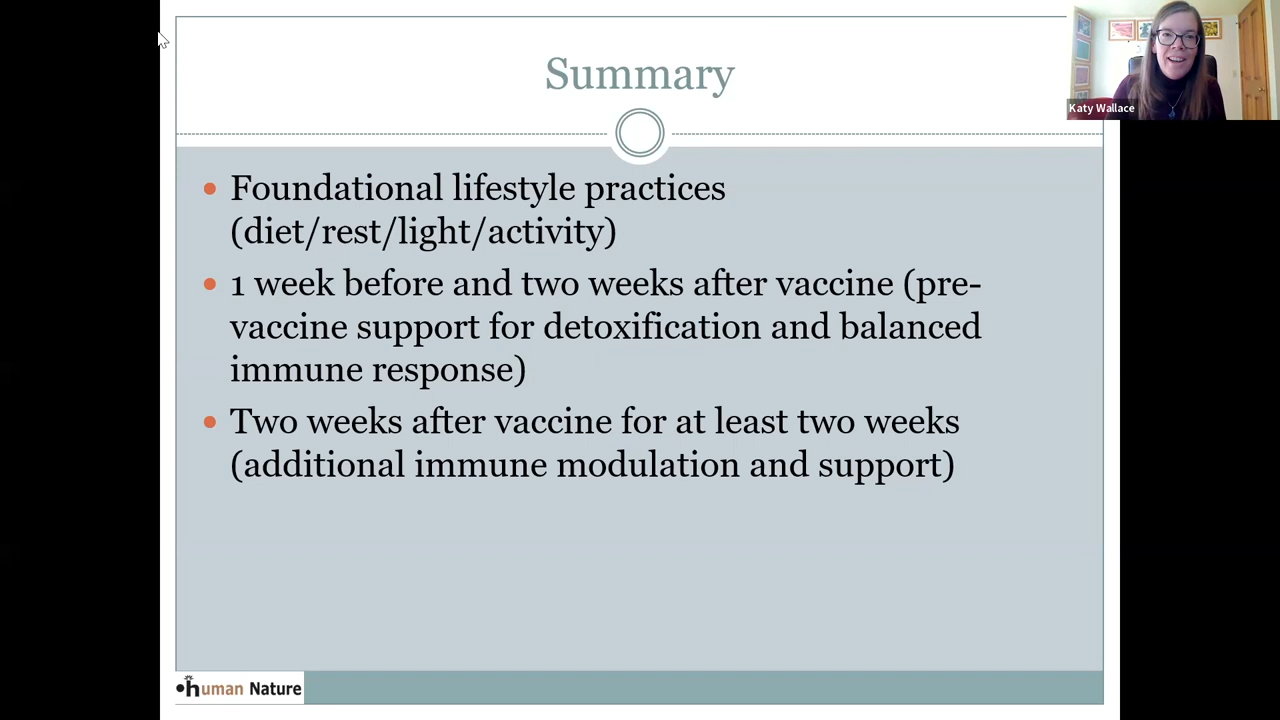 Summary
Katy Wallace
• Foundational lifestyle practices
(diet/rest/light/activity)
• 1 week before and two weeks after vaccine (pre-
vaccine support for detoxification and balanced
immune response)
• Two weeks after vaccine for at least two weeks
(additional immune modulation and support)
human Nature